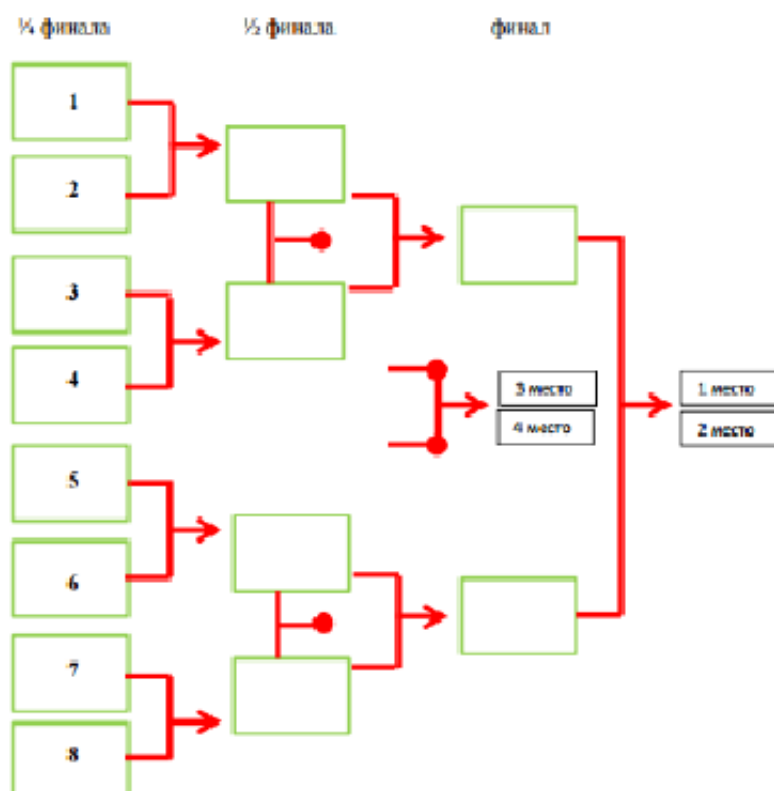 ¼ финала
½ финала
финал
1
2
3
4
5
6
7
8
3 место
4 место
1 место
2 место